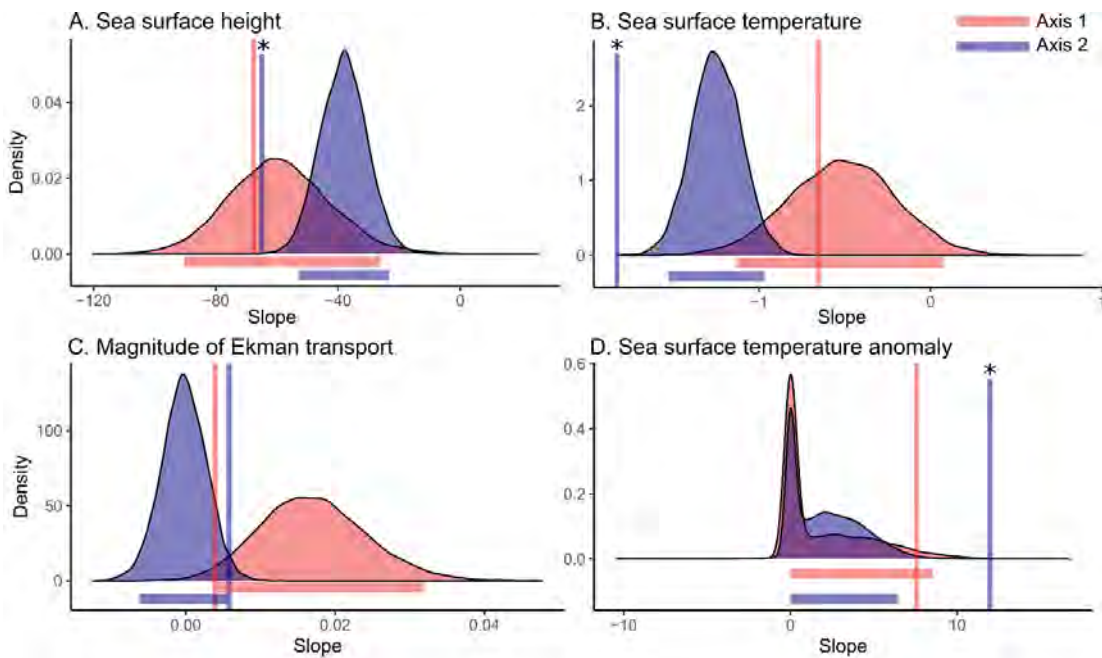 A. Sea surface height
*
0.04
0.02
0.00
Density
−120
−80
−40
0
Slope
B. Sea surface temperature
*
Axis 1
Axis 2
2
1
0
−1
0
1
Slope
C. Magnitude of Ekman transport
100
50
0
Density
0.00
0.02
0.04
Slope
D. Sea surface temperature anomaly
*
0.6
0.4
0.2
0.0
−10
0
10
Slope